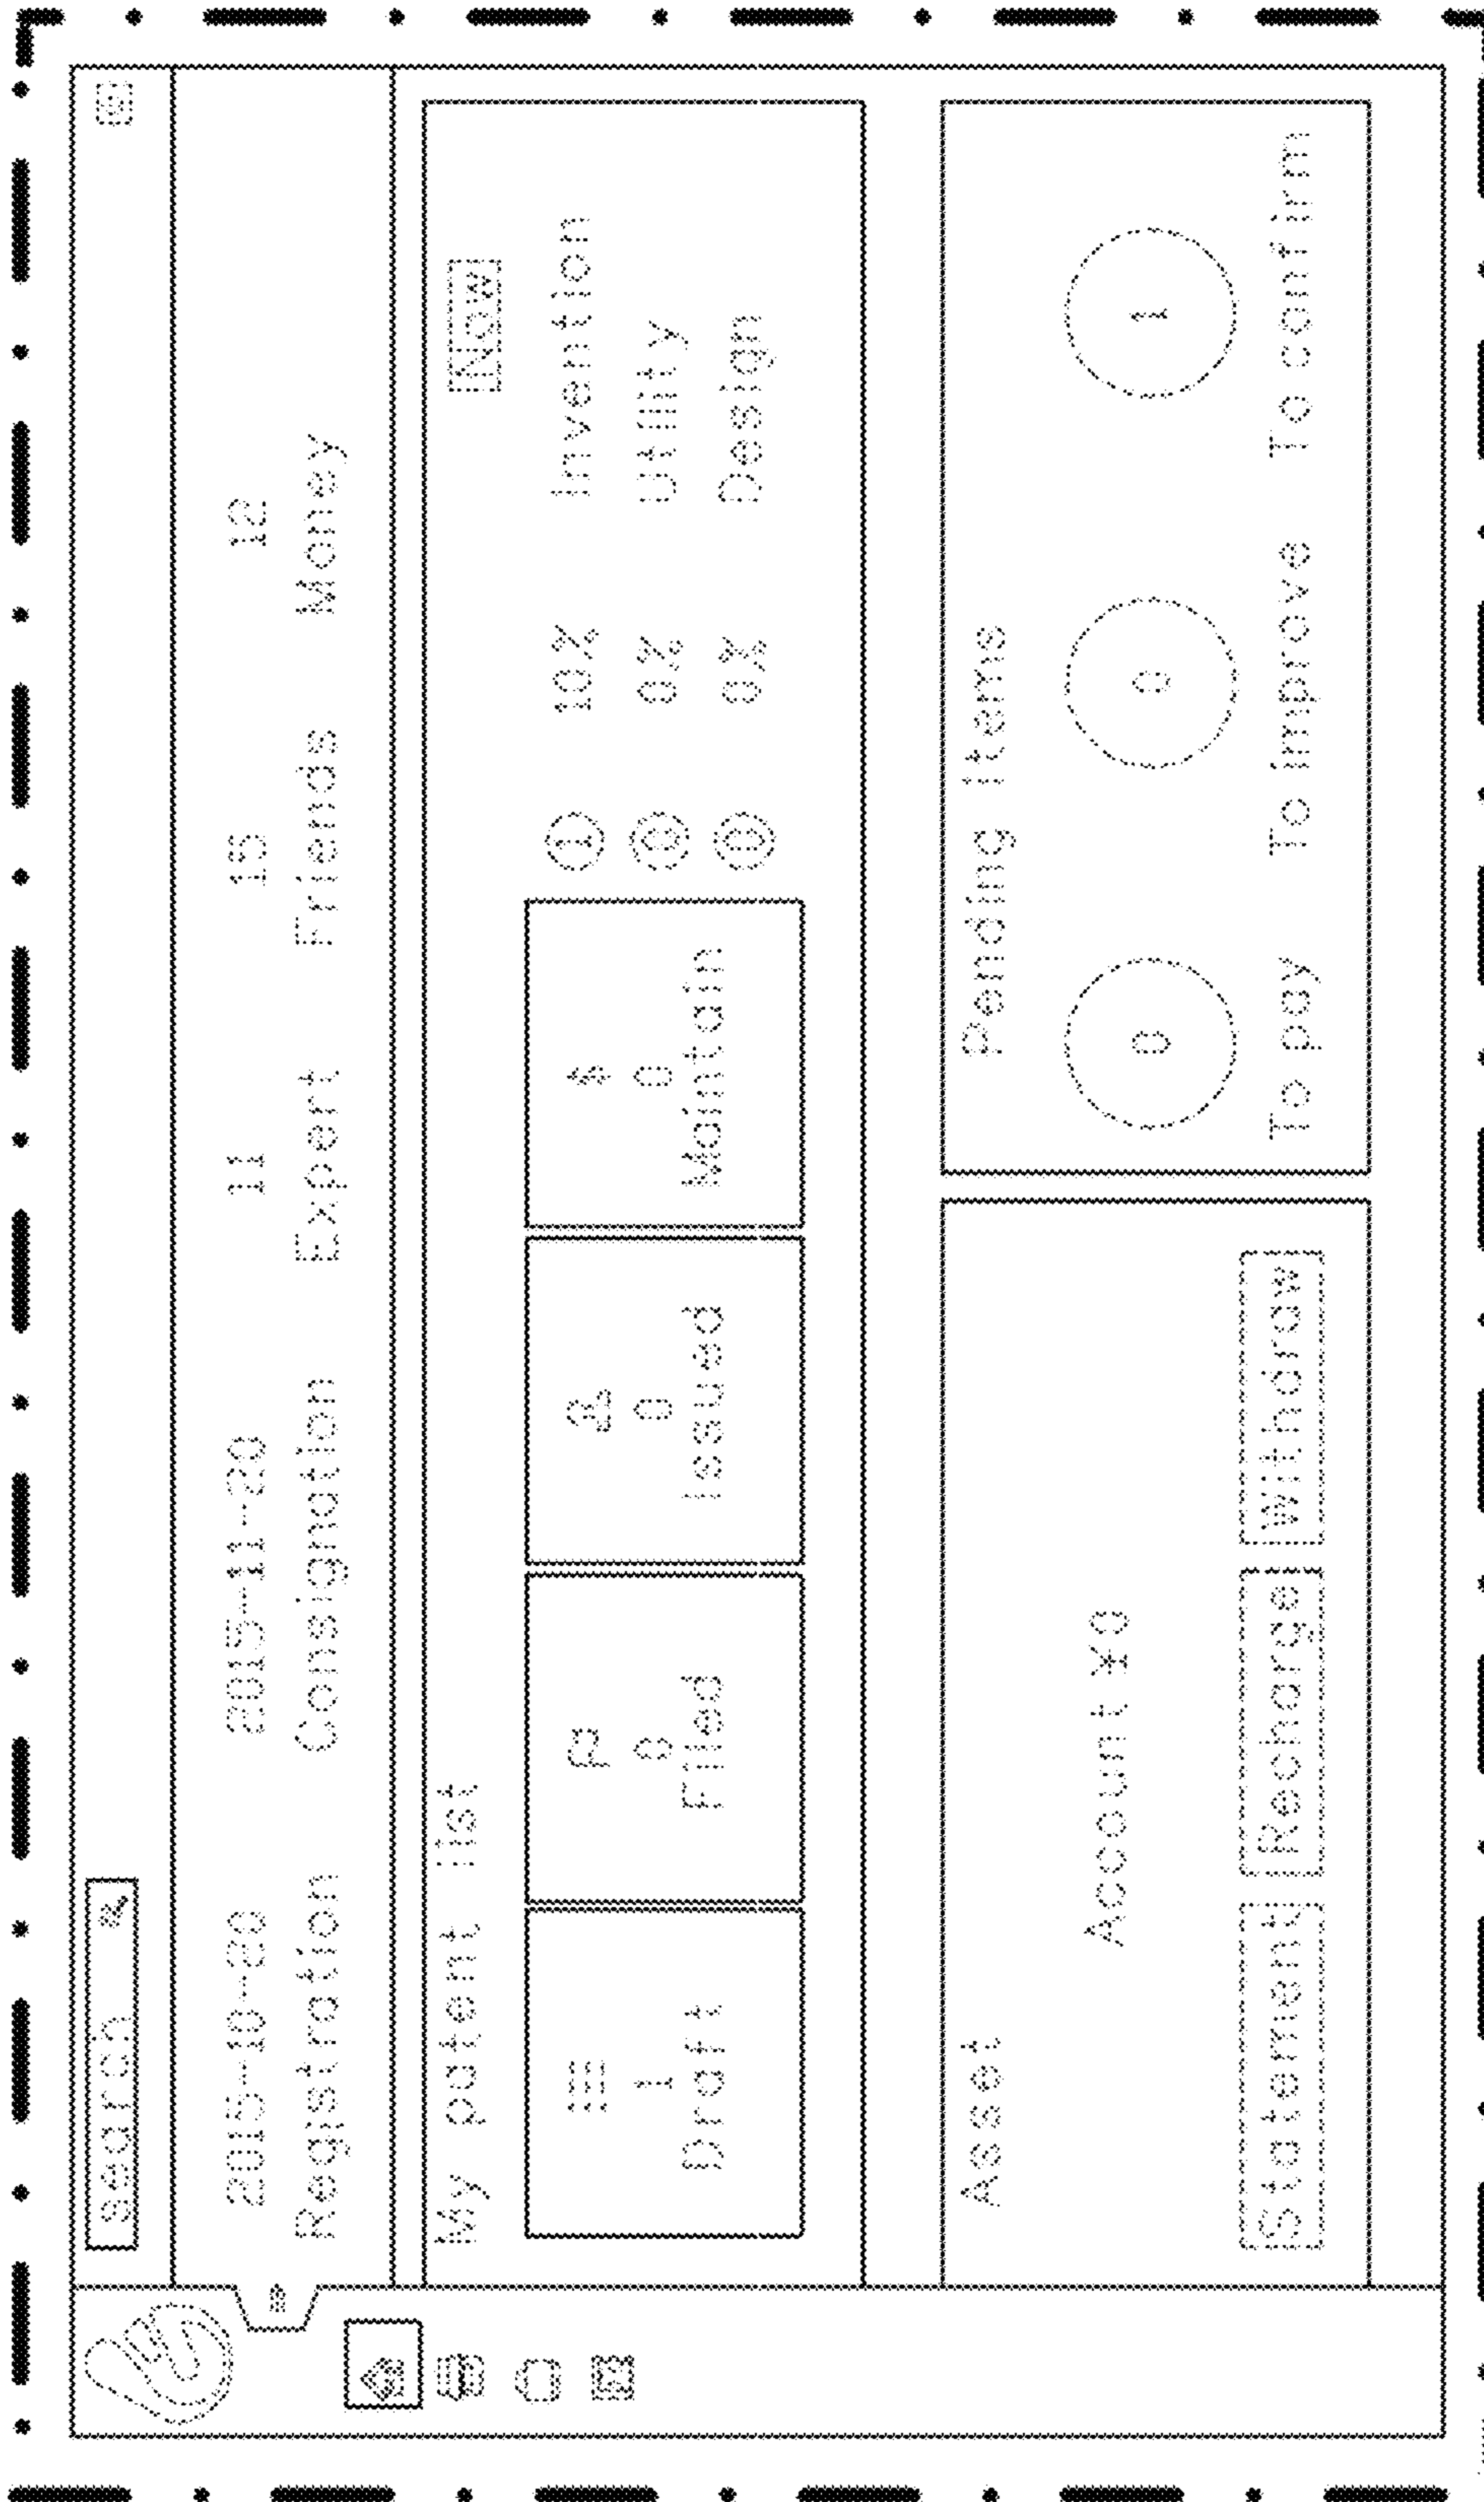 search
2015-10-20 2015-11-20 11 15 12
Registration Consignation Expert Friends Money
My patent list New
1 10% Invention
0 0% Utility
0 0% Design
1 0 0 0
Draft Filed Issued Maintain
Asset
Account ¥0
Statement Recharge Withdraw
Pending items
0 0 1
To pay To improve To confirm